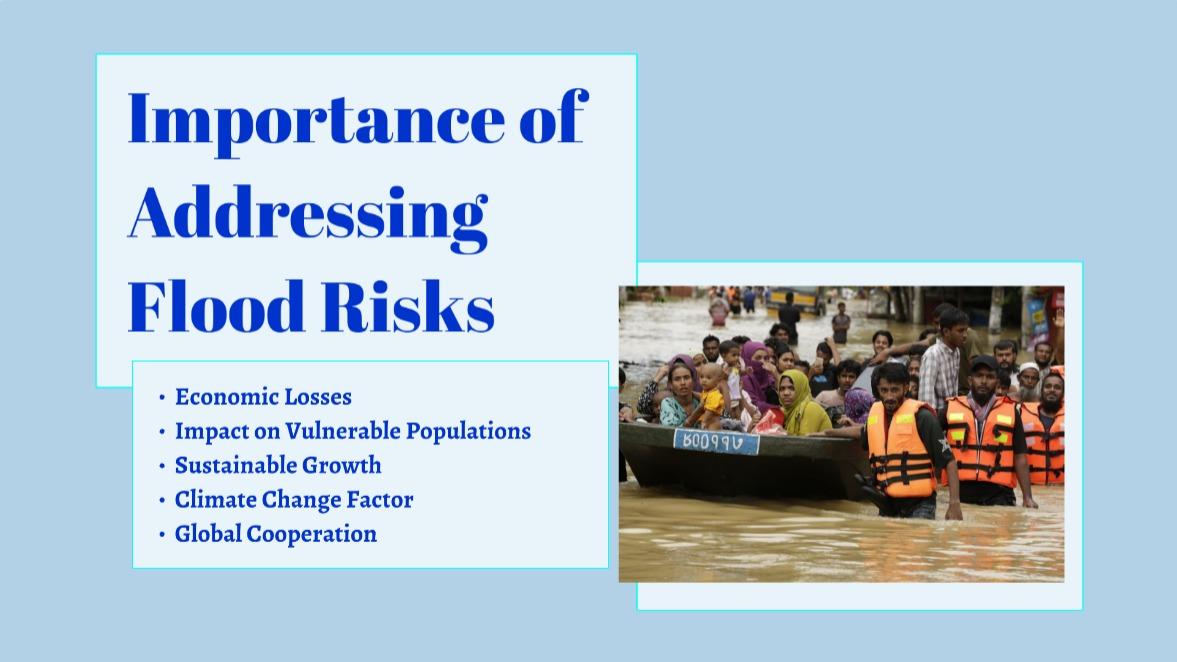 Importance of
Addressing
Flood Risks
• Economic Losses
• Impact on Vulnerable Populations
• Sustainable Growth
• Climate Change Factor
• Global Cooperation